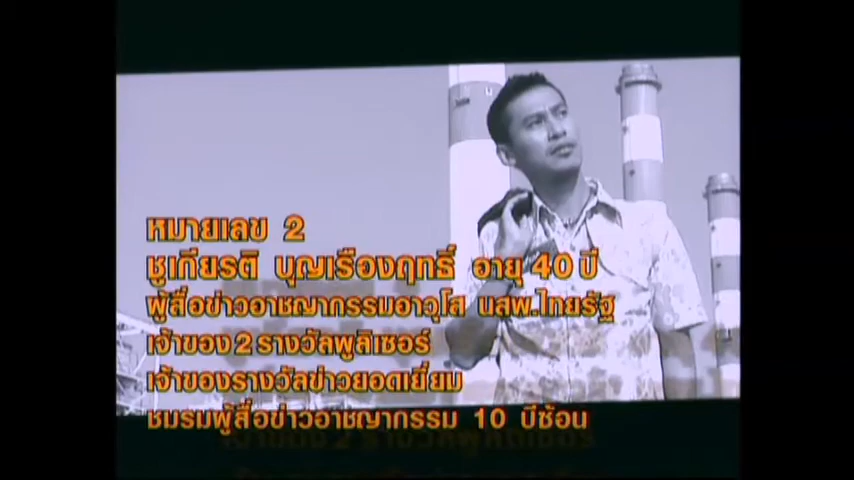 หมายเลข 2
ชูเกียรติ บุญเรืองฤทธิ์ อายุ 40 ปี
ผู้สื่อข่าวอาชญากรรมอาวุโส นสพ.ไทยรัฐ
เจ้าของ 2 รางวัลพูลิเซอร์
เจ้าของรางวัลข่าวยอดเยี่ยม
ชมรมผู้สื่อข่าวอาชญากรรม 10 ปีซ้อน